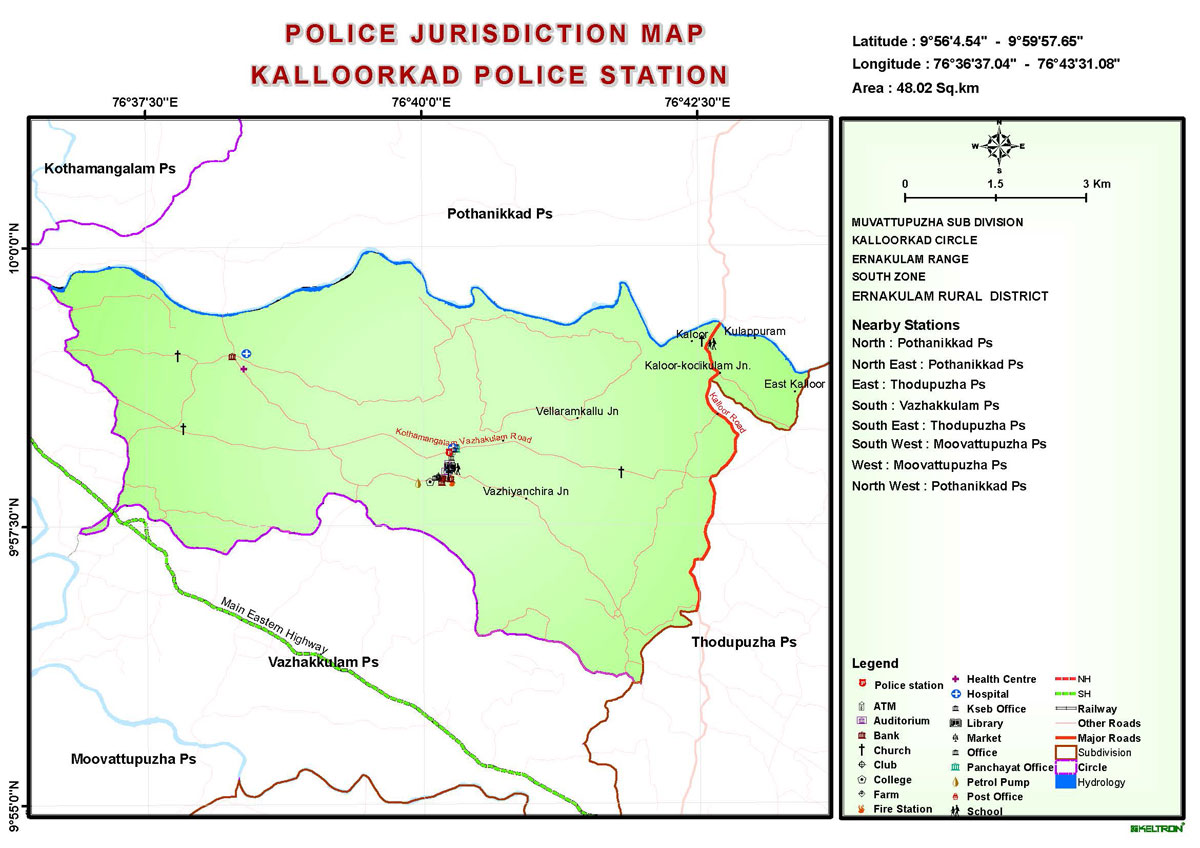 POLICE JURISDICTION MAP
KALLOORKAD POLICE STATION
Latitude : 9°56'4.54" - 9°59'57.65"
Longitude : 76°36'37.04" - 76°43'31.08"
Area : 48.02 Sq.km
76°37'30"E
76°40'0"E
76°42'30"E
10°0'0"N
9°57'30"N
9°55'0"N
Kothamangalam Ps
Pothanikkad Ps
Kaloor
Kulappuram
Kaloor-kocikulam Jn.
East Kalloor
Kalloor Road
Vellaramkallu Jn
Kothamangalam Vazhakulam Road
Vazhiyanchira Jn
Main Eastern Highway
Vazhakkulam Ps
Thodupuzha Ps
Moovattupuzha Ps
N
W
E
S
0 1.5 3 Km
MUVATTUPUZHA SUB DIVISION
KALLOORKAD CIRCLE
ERNAKULAM RANGE
SOUTH ZONE
ERNAKULAM RURAL DISTRICT
Nearby Stations
North : Pothanikkad Ps
North East : Pothanikkad Ps
East : Thodupuzha Ps
South : Vazhakkulam Ps
South East : Thodupuzha Ps
South West : Moovattupuzha Ps
West : Moovattupuzha Ps
North West : Pothanikkad Ps
Legend
Police station
ATM
Auditorium
Bank
Church
Club
College
Farm
Fire Station
Health Centre
Hospital
Kseb Office
Library
Market
Office
Panchayat Office
Petrol Pump
Post Office
School
NH
SH
Railway
Other Roads
Major Roads
Subdivision
Circle
Hydrology
KELTRON